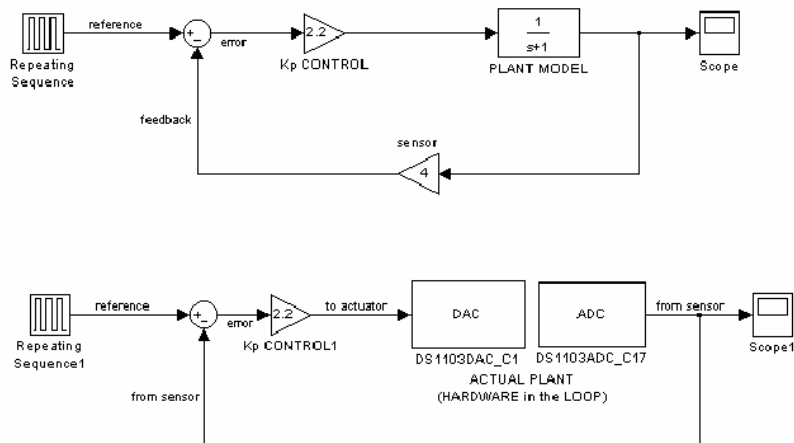 reference
+
-
error
2.2
1
s+1
Repeating
Sequence
Kp CONTROL
PLANT MODEL
Scope
feedback
sensor
4
reference
+
-
error
2.2
to actuator
DAC
ADC
from sensor
Repeating
Sequence1
Kp CONTROL1
DS1103DAC_C1
DS1103ADC_C17
Scope1
ACTUAL PLANT
(HARDWARE in the LOOP)
from sensor